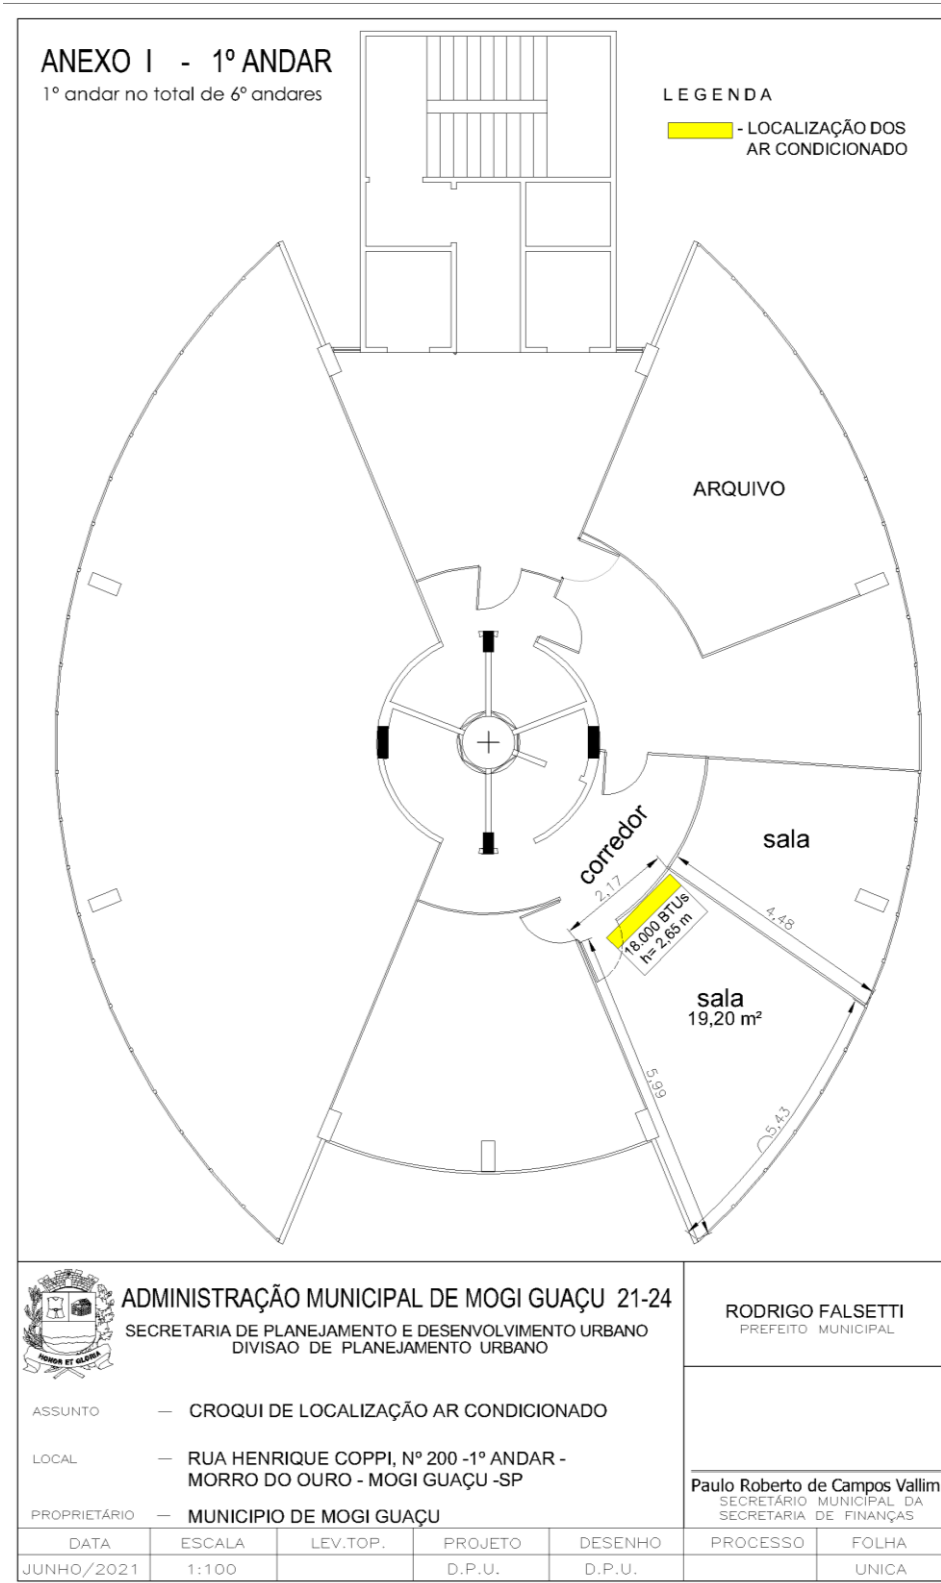 ANEXO I - 1º ANDAR
1º andar no total de 6º andares
LEGENDA
- LOCALIZAÇÃO DOS
AR CONDICIONADO
ARQUIVO
sala
corredor
2,17
18.000 BTUs
h= 2,65 m
4,48
sala
19,20 m²
5,99
5,43
HONOR ET GLORIA
ADMINISTRAÇÃO MUNICIPAL DE MOGI GUAÇU 21-24
SECRETARIA DE PLANEJAMENTO E DESENVOLVIMENTO URBANO
DIVISAO DE PLANEJAMENTO URBANO
RODRIGO FALSETTI
PREFEITO MUNICIPAL
ASSUNTO — CROQUI DE LOCALIZAÇÃO AR CONDICIONADO
LOCAL — RUA HENRIQUE COPPI, Nº 200 -1º ANDAR -
MORRO DO OURO - MOGI GUAÇU -SP
PROPRIETÁRIO — MUNICIPIO DE MOGI GUAÇU
Paulo Roberto de Campos Vallim
SECRETÁRIO MUNICIPAL DA
SECRETARIA DE FINANÇAS
DATA ESCALA LEV.TOP. PROJETO DESENHO PROCESSO FOLHA
JUNHO/2021 1:100 D.P.U. D.P.U. UNICA